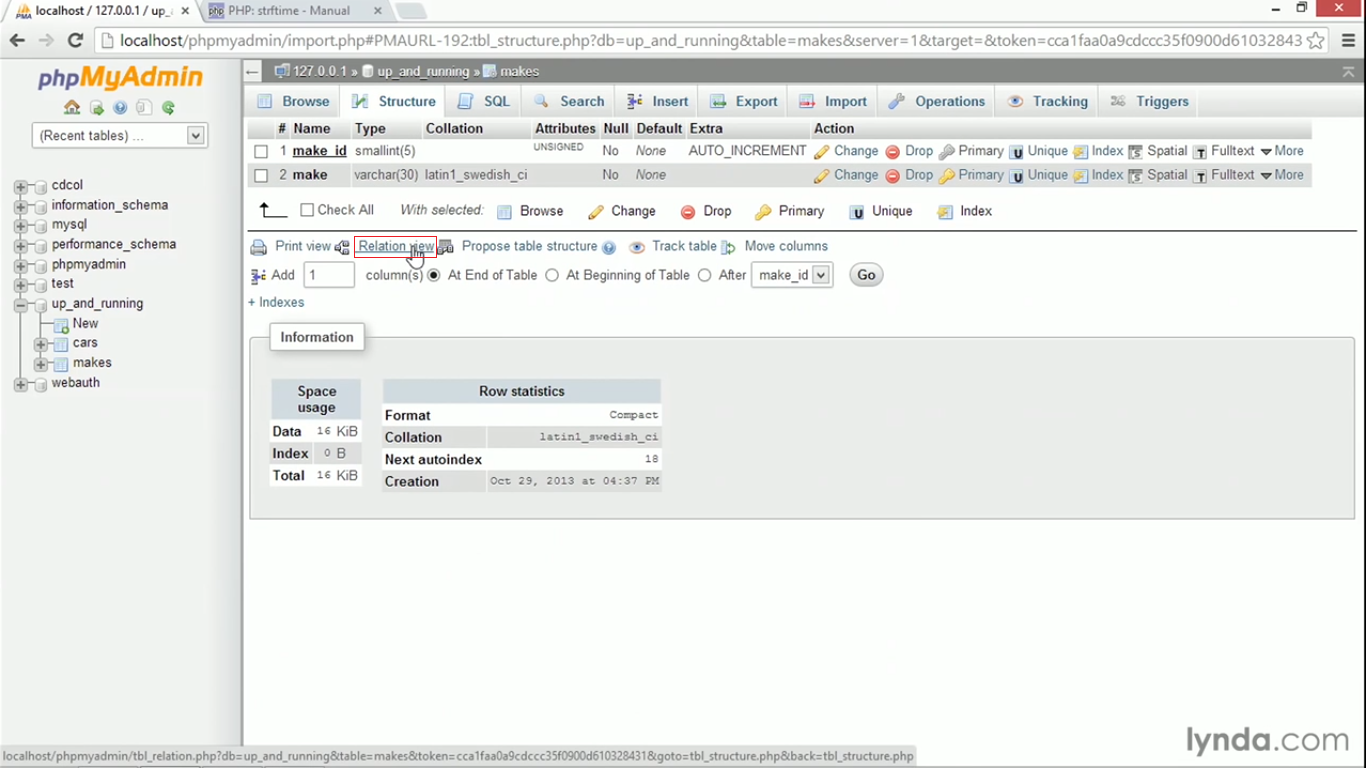 localhost / 127.0.0.1 / up_a
PHP: strftime - Manual
localhost/phpmyadmin/import.php#PMAURL-192:tbl_structure.php?db=up_and_running&table=makes&server=1&target=&token=cca1faa0a9cdccc35f0900d61032843
phpMyAdmin
(Recent tables) ...
cdcol
information_schema
mysql
performance_schema
phpmyadmin
test
up_and_running
New
cars
makes
webauth
127.0.0.1 » up_and_running » makes
Browse Structure SQL Search Insert Export Import Operations Tracking Triggers
# Name Type Collation Attributes Null Default Extra Action
1 make_id smallint(5) UNSIGNED No None AUTO_INCREMENT Change Drop Primary Unique Index Spatial Fulltext More
2 make varchar(30) latin1_swedish_ci No None Change Drop Primary Unique Index Spatial Fulltext More
Check All With selected: Browse Change Drop Primary Unique Index
Print view Relation view Propose table structure Track table Move columns
Add 1 column(s) At End of Table At Beginning of Table After make_id Go
+ Indexes
Information
Space usage
Data 16 KiB
Index 0 B
Total 16 KiB
Row statistics
Format Compact
Collation latin1_swedish_ci
Next autoindex 18
Creation Oct 29, 2013 at 04:37 PM
lynda.com
localhost/phpmyadmin/tbl_relation.php?db=up_and_running&table=makes&token=cca1faa0a9cdccc35f0900d610328431&goto=tbl_structure.php&back=tbl_structure.php